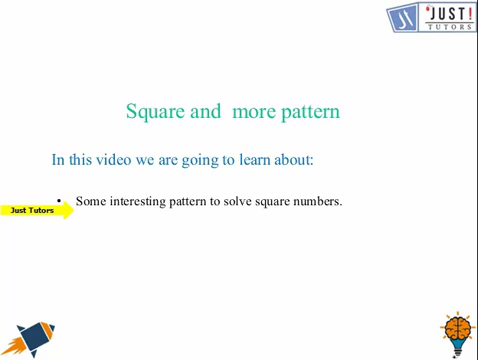 'JUST!
TUTORS
Square and more pattern
In this video we are going to learn about:
• Some interesting pattern to solve square numbers.
Just Tutors